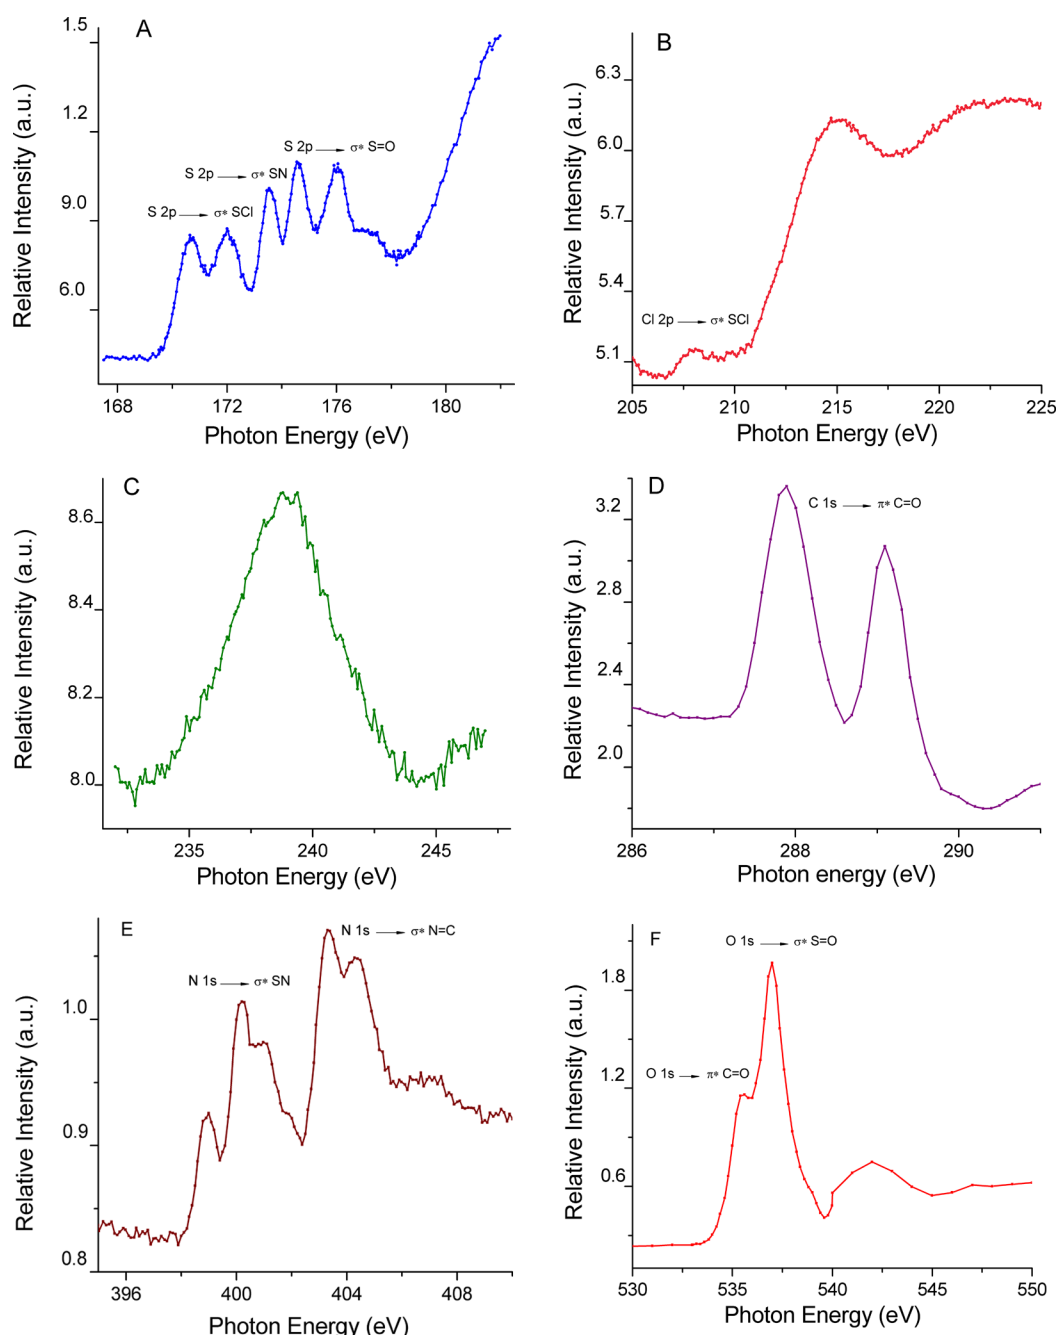 A
1.5
1.2
9.0
6.0
Relative Intensity (a.u.)
S 2p → σ* S=O
S 2p → σ* SN
S 2p → σ* SCl
168 172 176 180
Photon Energy (eV)
B
6.3
6.0
5.7
5.4
5.1
Relative Intensity (a.u.)
Cl 2p → σ* SCl
205 210 215 220 225
Photon Energy (eV)
C
8.6
8.4
8.2
8.0
Relative Intensity (a.u.)
235 240 245
Photon Energy (eV)
D
3.2
2.8
2.4
2.0
Relative Intensity (a.u.)
C 1s → π* C=O
286 288 290
Photon energy (eV)
E
1.0
0.9
0.8
Relative Intensity (a.u.)
N 1s → σ* N=C
N 1s → σ* SN
396 400 404 408
Photon Energy (eV)
F
1.8
1.2
0.6
Relative Intensity (a.u.)
O 1s → σ* S=O
O 1s → π* C=O
530 535 540 545 550
Photon Energy (eV)